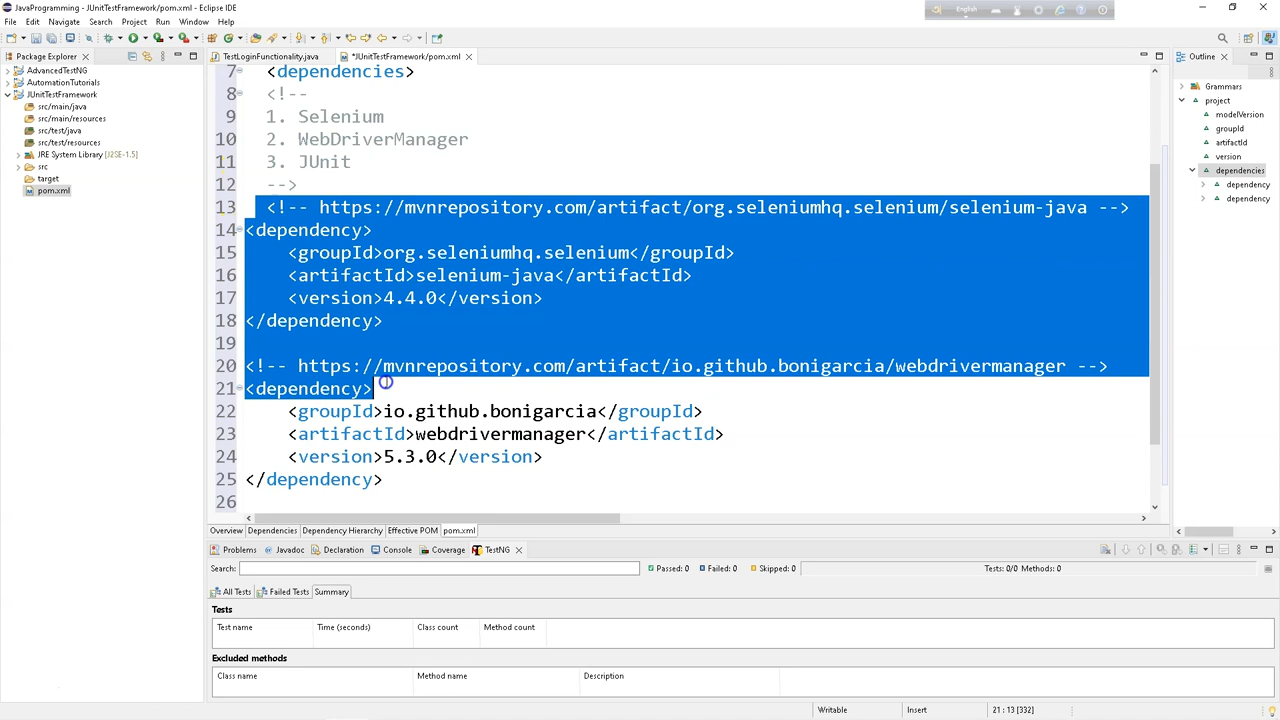 JavaProgramming - JUnitTestFramework/pom.xml - Eclipse IDE
English
File Edit Navigate Search Project Run Window Help
Package Explorer
TestLoginFunctionality.java
*JUnitTestFramework/pom.xml
Outline
AdvancedTestNG
AutomationTutorials
JUnitTestFramework
src/main/java
src/main/resources
src/test/java
src/test/resources
JRE System Library [J2SE-1.5]
src
target
pom.xml
7 <dependencies>
8 <!--
9 1. Selenium
10 2. WebDriverManager
11 3. JUnit
12 -->
13 <!-- https://mvnrepository.com/artifact/org.seleniumhq.selenium/selenium-java -->
14 <dependency>
15 <groupId>org.seleniumhq.selenium</groupId>
16 <artifactId>selenium-java</artifactId>
17 <version>4.4.0</version>
18 </dependency>
19
20 <!-- https://mvnrepository.com/artifact/io.github.bonigarcia/webdrivermanager -->
21 <dependency>
22 <groupId>io.github.bonigarcia</groupId>
23 <artifactId>webdrivermanager</artifactId>
24 <version>5.3.0</version>
25 </dependency>
26
Grammars
project
modelVersion
groupId
artifactId
version
dependencies
dependency
dependency
Overview Dependencies Dependency Hierarchy Effective POM pom.xml
Problems Javadoc Declaration Console Coverage TestNG
Search: Passed: 0 Failed: 0 Skipped: 0 Tests: 0/0 Methods: 0
All Tests Failed Tests Summary
Tests
Test name Time (seconds) Class count Method count
Excluded methods
Class name Method name Description
Writable Insert 21 : 13 [332]